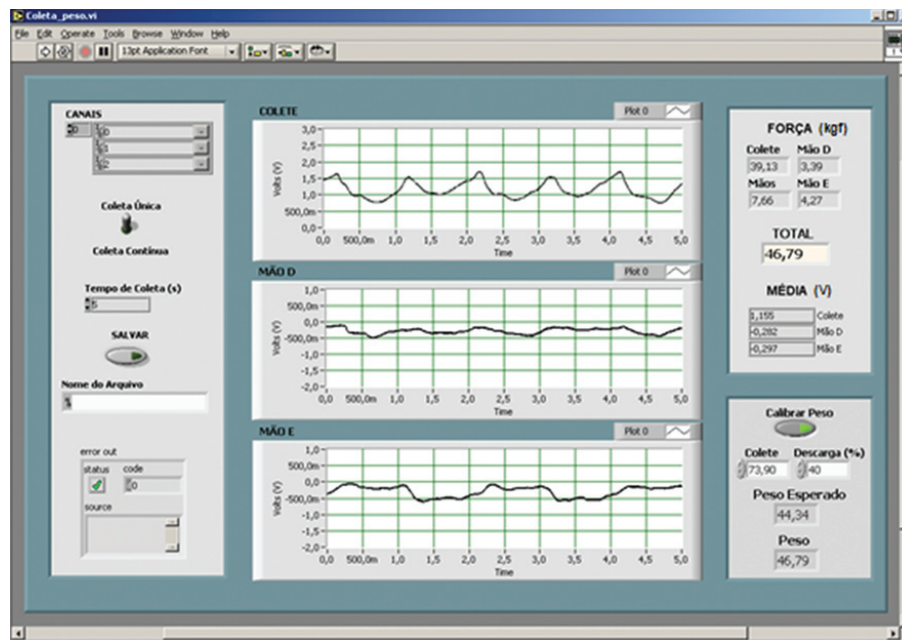 Coleta_peso.vi
File Edit Operate Tools Browse Window Help
13pt Application Font
CANAIS
0
0
1
2
Coleta Única
Coleta Contínua
Tempo de Coleta (s)
5
SALVAR
Nome do Arquivo
error out
status code
0
source
COLETE
Plot 0
Volts (V)
3,0
2,5
2,0
1,5
1,0
500,0m
0,0
0,0 500,0m 1,0 1,5 2,0 2,5 3,0 3,5 4,0 4,5 5,0
Time
MÃO D
Plot 0
Volts (V)
1,0
500,0m
0,0
-500,0m
-1,0
-1,5
-2,0
0,0 500,0m 1,0 1,5 2,0 2,5 3,0 3,5 4,0 4,5 5,0
Time
MÃO E
Plot 0
Volts (V)
1,0
500,0m
0,0
-500,0m
-1,0
-1,5
-2,0
0,0 500,0m 1,0 1,5 2,0 2,5 3,0 3,5 4,0 4,5 5,0
Time
FORÇA (kgf)
Colete Mão D
39,13 3,39
Mãos Mão E
7,66 4,27
TOTAL
46,79
MÉDIA (V)
1,155 Colete
-0,282 Mão D
-0,297 Mão E
Calibrar Peso
Colete Descarga (%)
73,90 40
Peso Esperado
44,34
Peso
46,79